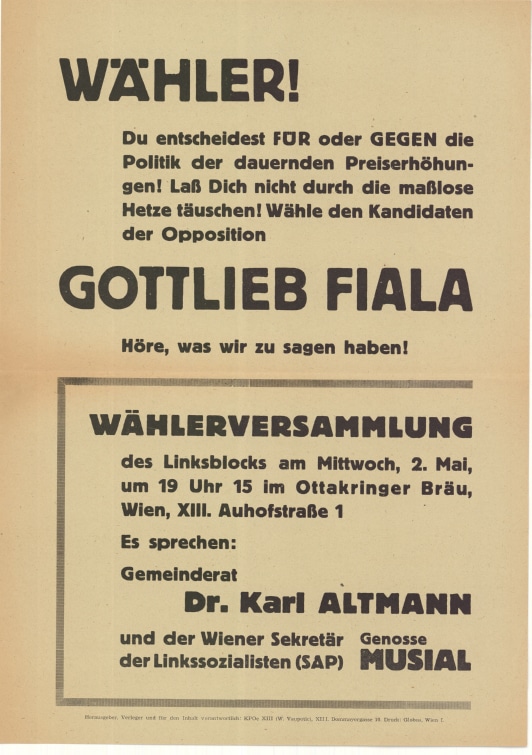 WÄHLER!
Du entscheidest FÜR oder GEGEN die
Politik der dauernden Preiserhöhun-
gen! Laß Dich nicht durch die maßlose
Hetze täuschen! Wähle den Kandidaten
der Opposition
GOTTLIEB FIALA
Höre, was wir zu sagen haben!
WÄHLERVERSAMMLUNG
des Linksblocks am Mittwoch, 2. Mai,
um 19 Uhr 15 im Ottakringer Bräu,
Wien, XIII. Auhofstraße 1
Es sprechen:
Gemeinderat
Dr. Karl ALTMANN
und der Wiener Sekretär Genosse
der Linkssozialisten (SAP) MUSIAL
Herausgeber, Verleger und für den Inhalt verantwortlich: KPOe XIII (W. XIII. Druck: Globus, Wien I.